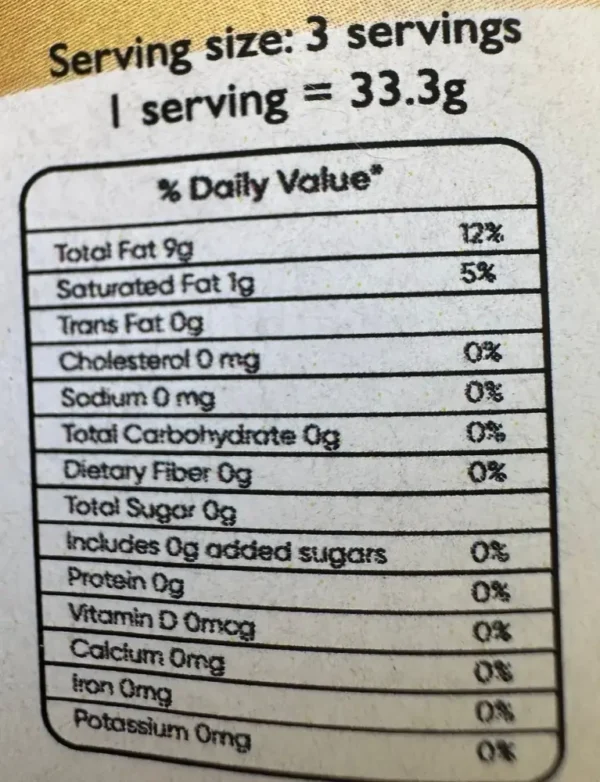 Serving size: 3 servings
1 serving = 33.3g
% Daily Value*
Total Fat 9g 12%
Saturated Fat 1g 5%
Trans Fat 0g
Cholesterol 0 mg 0%
Sodium 0 mg 0%
Total Carbohydrate 0g 0%
Dietary Fiber 0g 0%
Total Sugar 0g
Includes 0g added sugars 0%
Protein 0g 0%
Vitamin D 0mcg 0%
Calcium 0mg 0%
Iron 0mg 0%
Potassium 0mg 0%